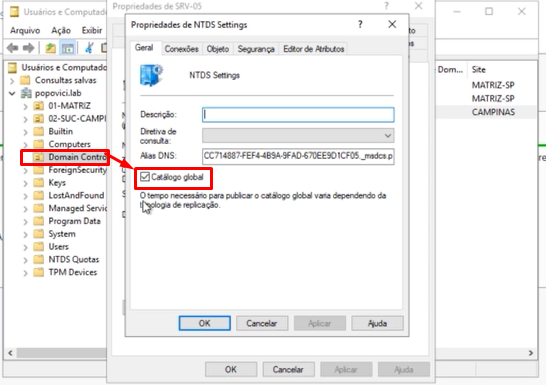 Usuários e Computado
Propriedades de SRV-05
Arquivo Ação Exibir
Usuários e Computado
Consultas salvas
popovici.lab
01-MATRIZ
02-SUC-CAMPI
Builtin
Computers
Domain Contro
ForeignSecurity
Keys
LostAndFound
Managed Service
Program Data
System
Users
NTDS Quotas
TPM Devices
Propriedades de NTDS Settings
Geral Conexões Objeto Segurança Editor de Atributos
NTDS Settings
Descrição:
Diretiva de
consulta:
Alias DNS: CC714887-FEF4-4B9A-9FAD-670EE9D1CF05._msdcs.p
Catálogo global
O tempo necessário para publicar o catálogo global varia dependendo da
topologia de replicação.
OK Cancelar Aplicar Ajuda
OK Cancelar Aplicar Ajuda
Dom... Site
MATRIZ-SP
MATRIZ-SP
CAMPINAS